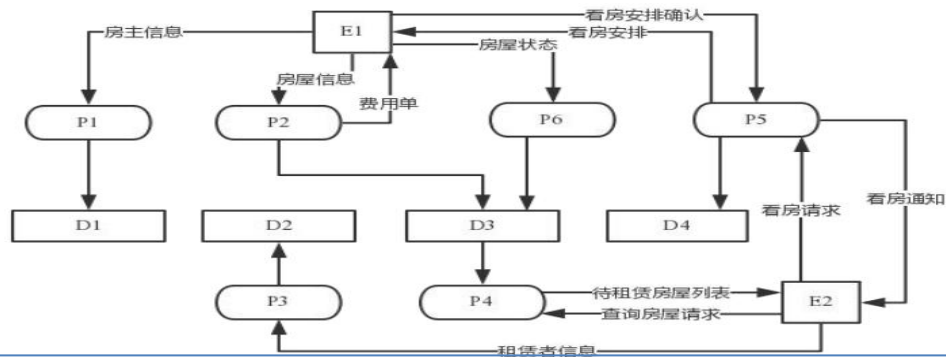 看房安排确认
E1
房主信息
看房安排
房屋状态
房屋信息
费用单
P1
P2
P6
P5
看房请求
看房通知
D1
D2
D3
D4
P3
P4
待租赁房屋列表
E2
查询房屋请求
租赁者信息